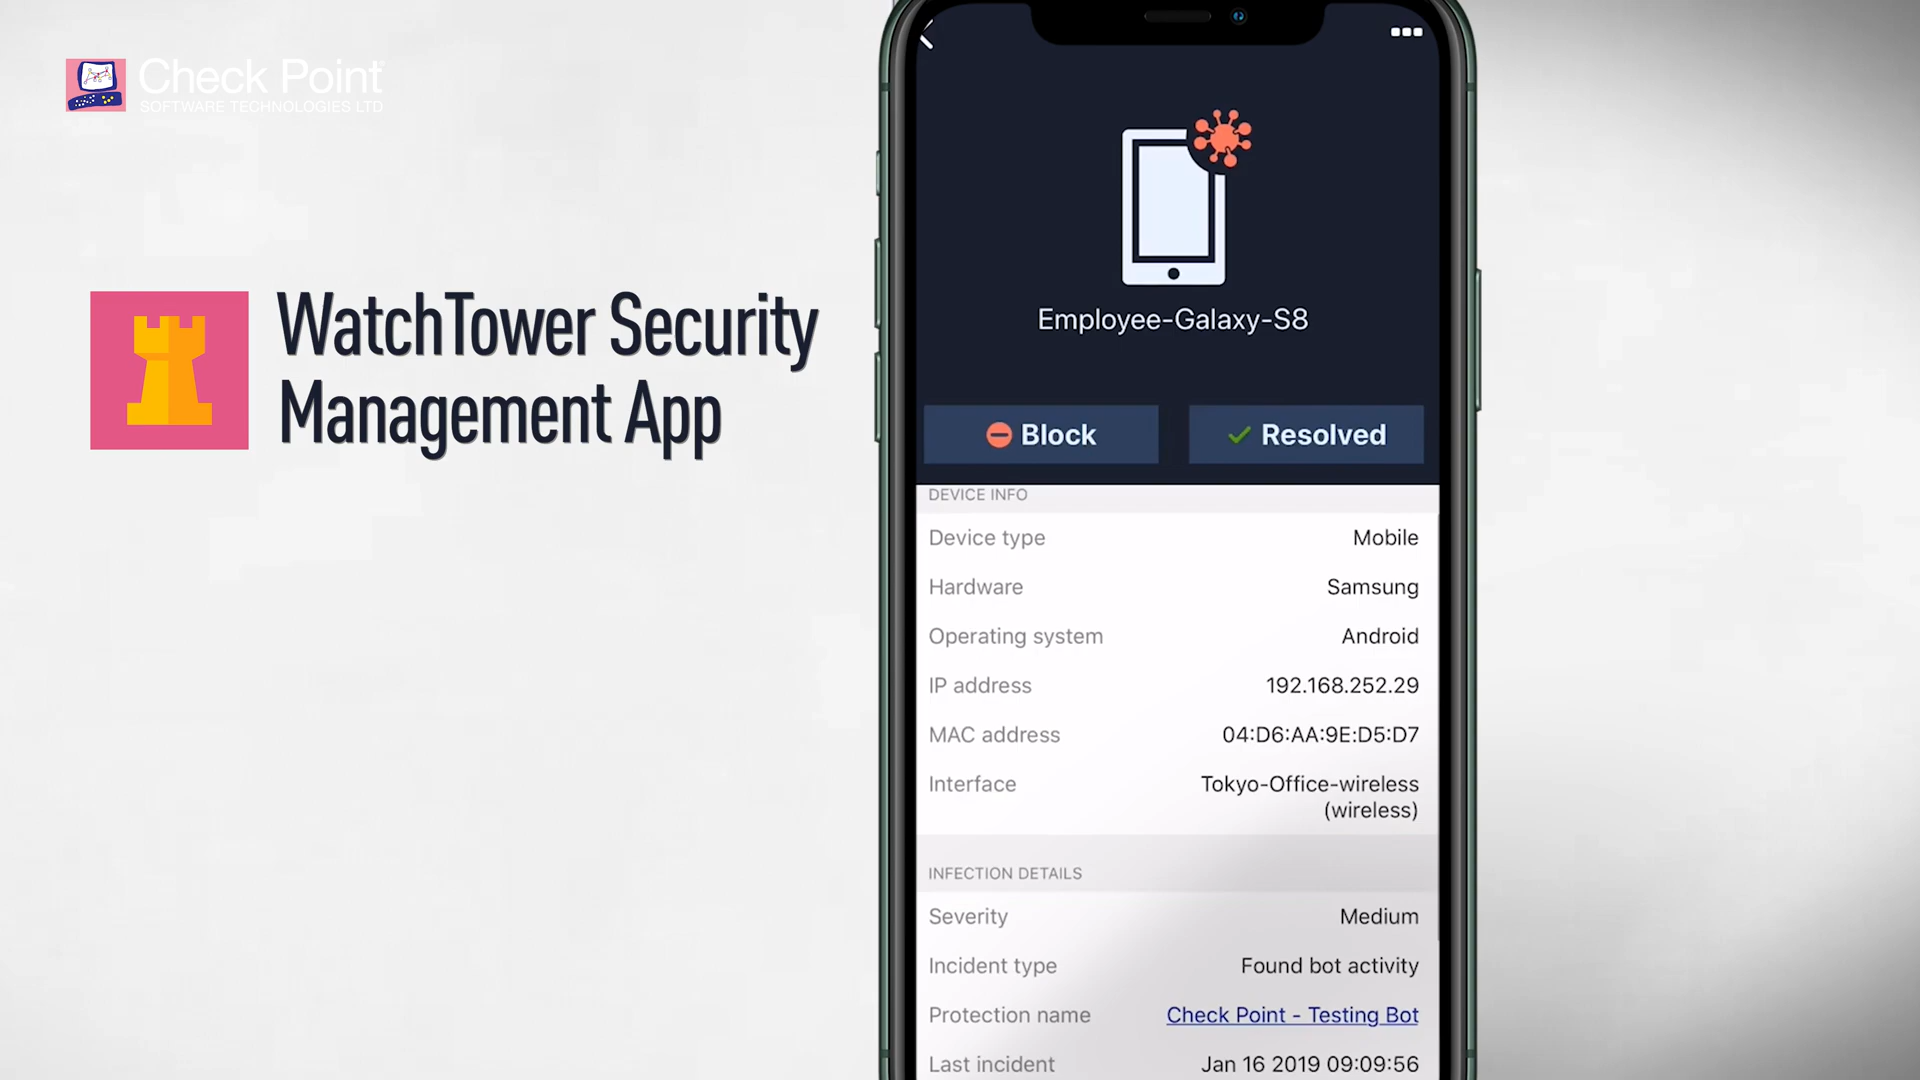 Check Point
SOFTWARE TECHNOLOGIES LTD
WatchTower Security
Management App
Employee-Galaxy-S8
Block
Resolved
DEVICE INFO
Device type Mobile
Hardware Samsung
Operating system Android
IP address 192.168.252.29
MAC address 04:D6:AA:9E:D5:D7
Interface Tokyo-Office-wireless
(wireless)
INFECTION DETAILS
Severity Medium
Incident type Found bot activity
Protection name Check Point - Testing Bot
Last incident Jan 16 2019 09:09:56